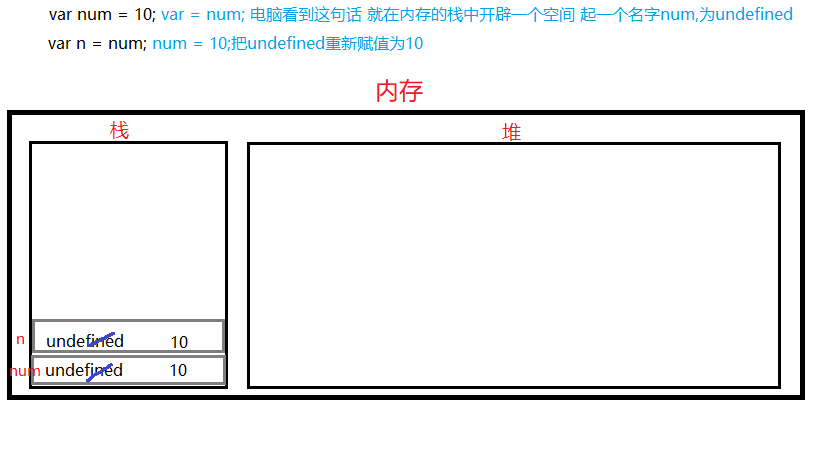 var num = 10; var = num; 电脑看到这句话 就在内存的栈中开辟一个空间 起一个名字num,为undefined
var n = num; num = 10;把undefined重新赋值为10
内存
栈
堆
n undefined 10
num undefined 10